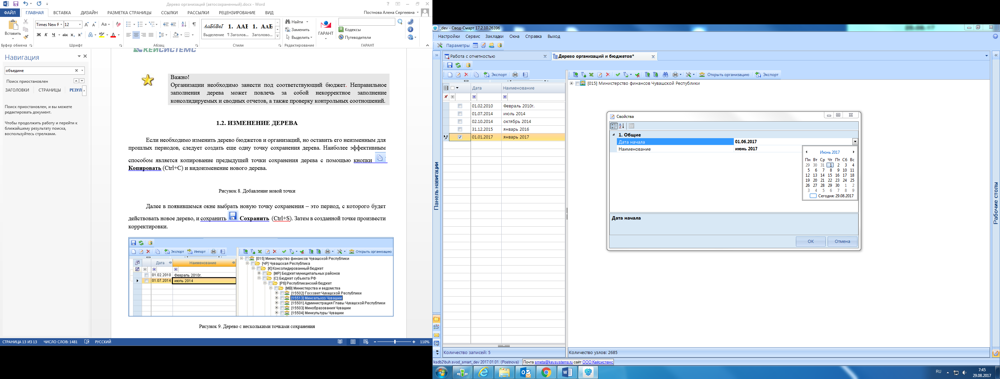 Дерево организаций (автосохраненный).docx - Word
ФАЙЛ ГЛАВНАЯ ВСТАВКА ДИЗАЙН РАЗМЕТКА СТРАНИЦЫ ССЫЛКИ РАССЫЛКИ РЕЦЕНЗИРОВАНИЕ ВИД
Постнова Алена Сергеевна
Вставить
Times New F 12
Aa
Ж К Ч abc x₂ x²
АаБбВвІ 1. ААБ 1. ААБ
Выделение ¶ Заголов... Заголово...
Найти
Заменить
Выделить
ГАРАНТ
Кодексы
Путеводители
Буфер обмена Шрифт Абзац Стили Редактирование ГАРАНТ
Навигация
объедине
Поиск приостановлен
ЗАГОЛОВКИ СТРАНИЦЫ РЕЗУЛ
Поиск приостановлен, и вы можете
редактировать документ.
Чтобы продолжить работу и перейти к
ближайшему результату поиска,
воспользуйтесь стрелками.
КЕЙСИСТЕМС
Важно!
Организации необходимо занести под соответствующий бюджет. Неправильное
заполнения дерева может повлечь за собой некорректное заполнение
консолидируемых и сводных отчетов, а также проверку контрольных соотношений.
1.2. ИЗМЕНЕНИЕ ДЕРЕВА
Если необходимо изменить дерево бюджетов и организаций, но оставить его неизменным для
прошлых периодов, следует создать еще одну точку сохранения дерева. Наиболее эффективным
способом является копирование предыдущей точки сохранения дерева с помощью кнопки
Копировать (Ctrl+C) и видоизменение нового дерева.
Рисунок 8. Добавление новой точки
Далее в появившемся окне выбрать новую точку сохранения – это период, с которого будет
действовать новое дерево, и сохранить Сохранить (Ctrl+S). Затем в созданной точке произвести
корректировки.
Экспорт Импорт Открыть организацию
Дата Наименование
01.02.2010 Февраль 2010г.
01.07.2014 июль 2014
[015] Министерство финансов Чувашской Республики
[ЧР] Чувашская Республика
[К] Консолидированный бюджет
[МР] Бюджет муниципальных районов
[С] Бюджет субъекта РФ
[Рб] Республиканский бюджет
[МВ] Министерства и ведомства
[15502] Госсовет Чувашской Республики
[15513] Минсельхоз Чувашии
[15501] Администрация Главы Чувашской Республики
[15503] Минобразования Чувашии
[15504] Минкультуры Чувашии
Рисунок 9. Дерево с несколькими точками сохранения
СТРАНИЦА 13 ИЗ 13 ЧИСЛО СЛОВ: 1481 РУССКИЙ 110%
_dev - Свод-Смарт 17.2.10.26396
Настройки Сервис Закладки Окна Справка Выход
Параметры
Работа с отчетностью Дерево организаций и бюджетов*
Экспорт
Открыть организацию Экспорт
Панель навигации
Рабочие столы
Дата Наименование
01.02.2010 Февраль 2010г.
01.07.2014 июль 2014
02.10.2014 октябрь 2014
31.12.2015 январь 2016
01.01.2017 январь 2017
[015] Министерство финансов Чувашской Республики
Свойства
1. Общие
Дата начала 01.06.2017
Наименование июнь 2017
Июнь 2017
Пн Вт Ср Чт Пт Сб Вс
29 30 31 1 2 3 4
5 6 7 8 9 10 11
12 13 14 15 16 17 18
19 20 21 22 23 24 25
26 27 28 29 30 1 2
3 4 5 6 7 8 9
Сегодня: 29.08.2017
Дата начала
ОК Отмена
Количество записей: 5
Количество узлов: 2685
ksdb2\buh.svod_smart_dev 2017.01.01. (Postnova) Почта smeta@keysystems.ru сайт ООО Кейсистемс
RU
7:45
29.08.2017